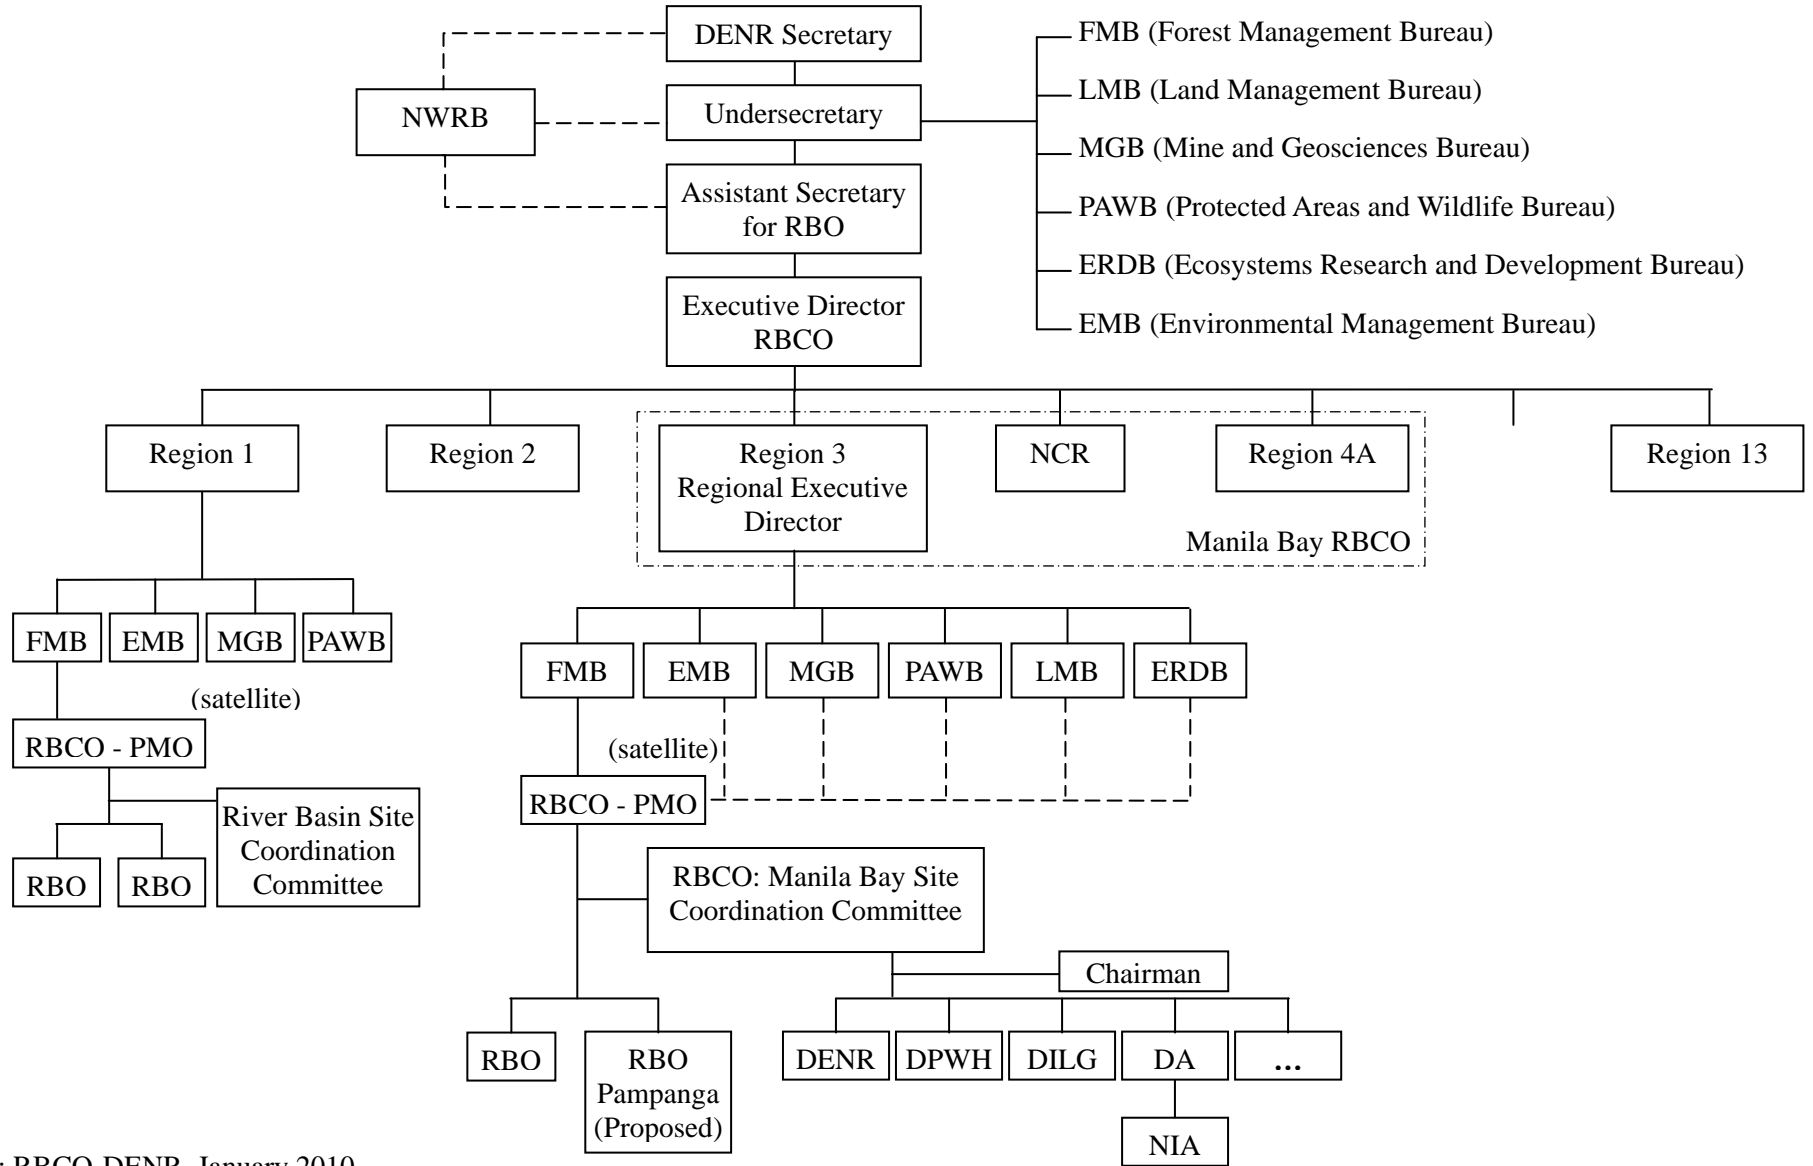 DENR Secretary
NWRB
Undersecretary
Assistant Secretary
for RBO
Executive Director
RBCO
FMB (Forest Management Bureau)
LMB (Land Management Bureau)
MGB (Mine and Geosciences Bureau)
PAWB (Protected Areas and Wildlife Bureau)
ERDB (Ecosystems Research and Development Bureau)
EMB (Environmental Management Bureau)
Region 1
Region 2
Region 3
Regional Executive
Director
NCR
Region 4A
Region 13
Manila Bay RBCO
FMB
EMB
MGB
PAWB
(satellite)
RBCO - PMO
River Basin Site
Coordination
Committee
RBO
RBO
FMB
EMB
MGB
PAWB
LMB
ERDB
(satellite)
RBCO - PMO
RBCO: Manila Bay Site
Coordination Committee
Chairman
RBO
RBO
Pampanga
(Proposed)
DENR
DPWH
DILG
DA
...
NIA
: RBCO-DENR, January 2010